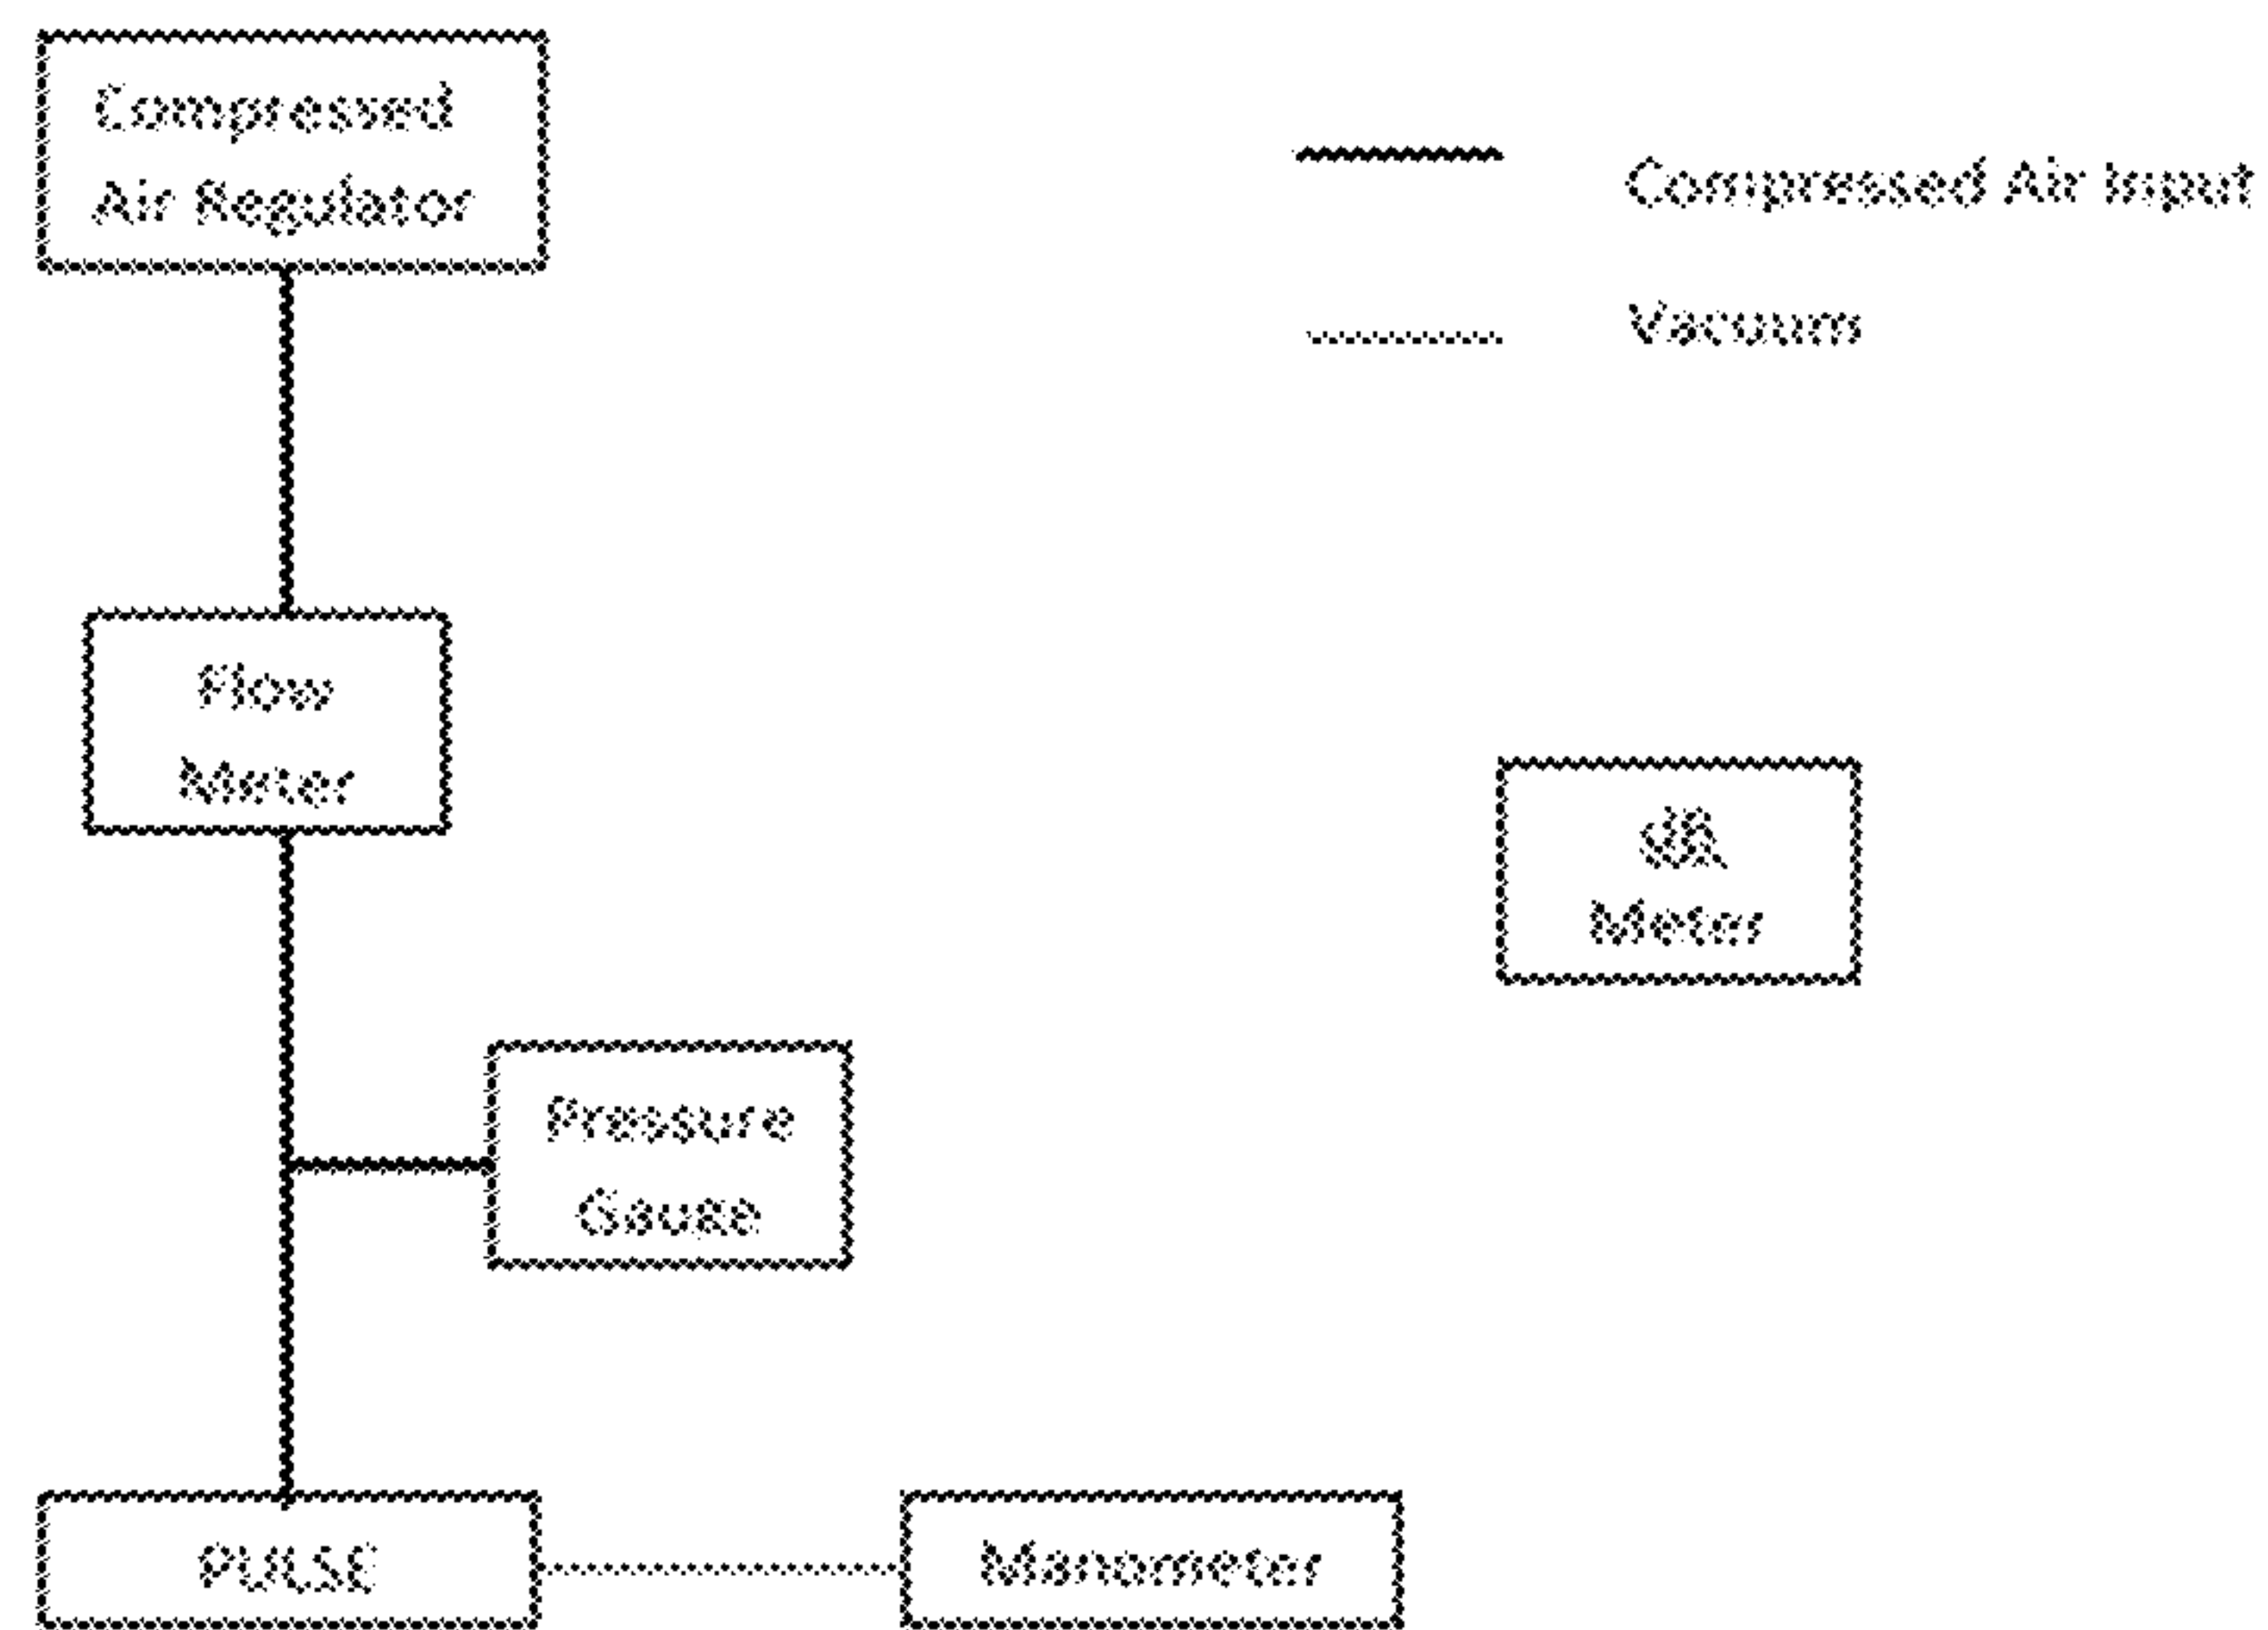 Compressed
Air Regulator
Compressed Air Input
Vacuum
Flow
Meter
Meter
Pressure
Gauge
PULSE
Manometer